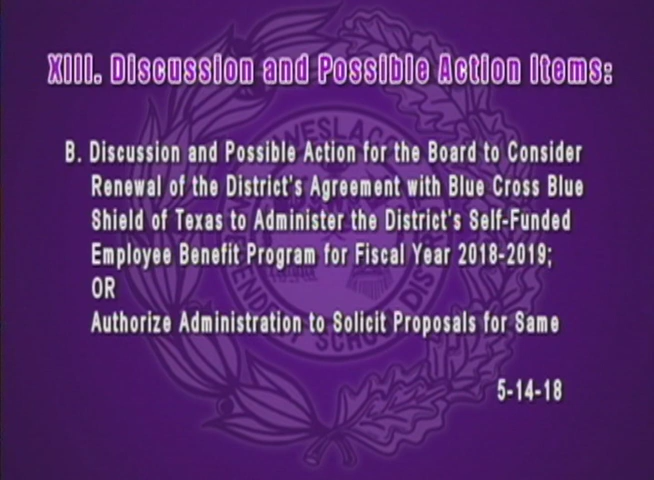 XIII. Discussion and Possible Action Items:
B. Discussion and Possible Action for the Board to Consider
Renewal of the District's Agreement with Blue Cross Blue
Shield of Texas to Administer the District's Self-Funded
Employee Benefit Program for Fiscal Year 2018-2019;
OR
Authorize Administration to Solicit Proposals for Same
5-14-18